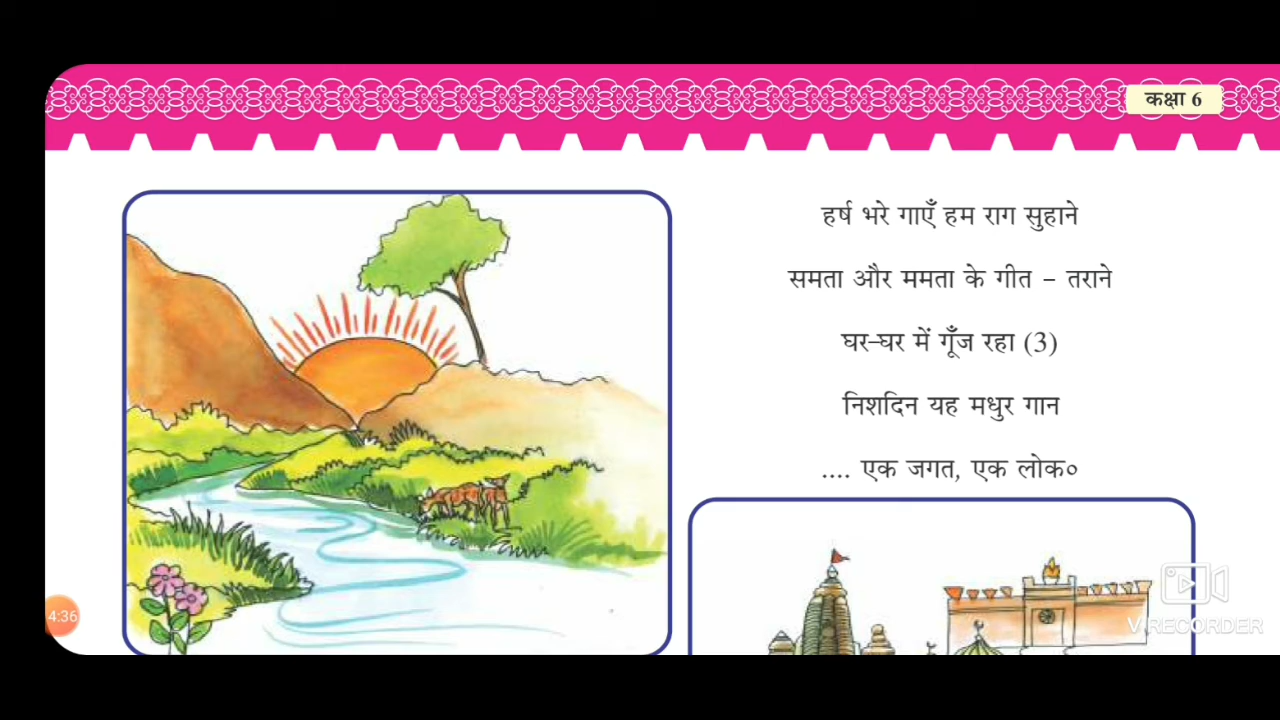 कक्षा 6
हर्ष भरे गाएँ हम राग सुहाने
समता और ममता के गीत – तराने
घर-घर में गूँज रहा (3)
निशदिन यह मधुर गान
.... एक जगत, एक लोक०
4:36
V RECORDER